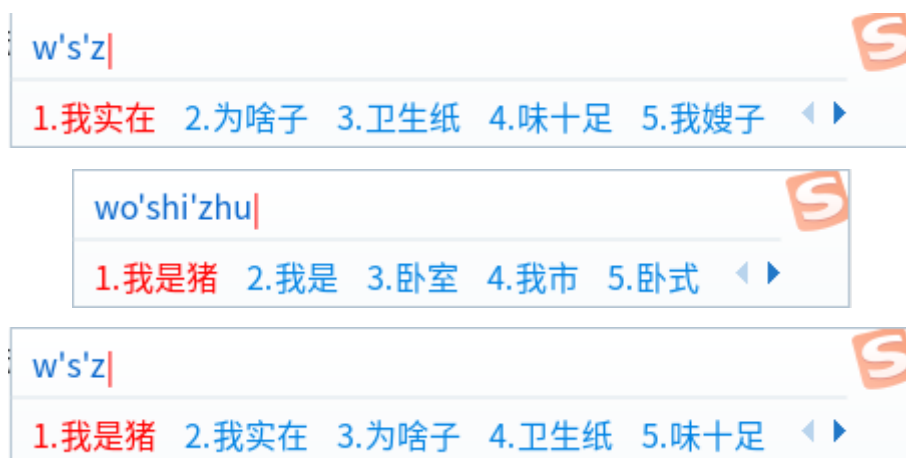 w's'z
1.我实在 2.为啥子 3.卫生纸 4.味十足 5.我嫂子
wo'shi'zhu
1.我是猪 2.我是 3.卧室 4.我市 5.卧式
w's'z
1.我是猪 2.我实在 3.为啥子 4.卫生纸 5.味十足